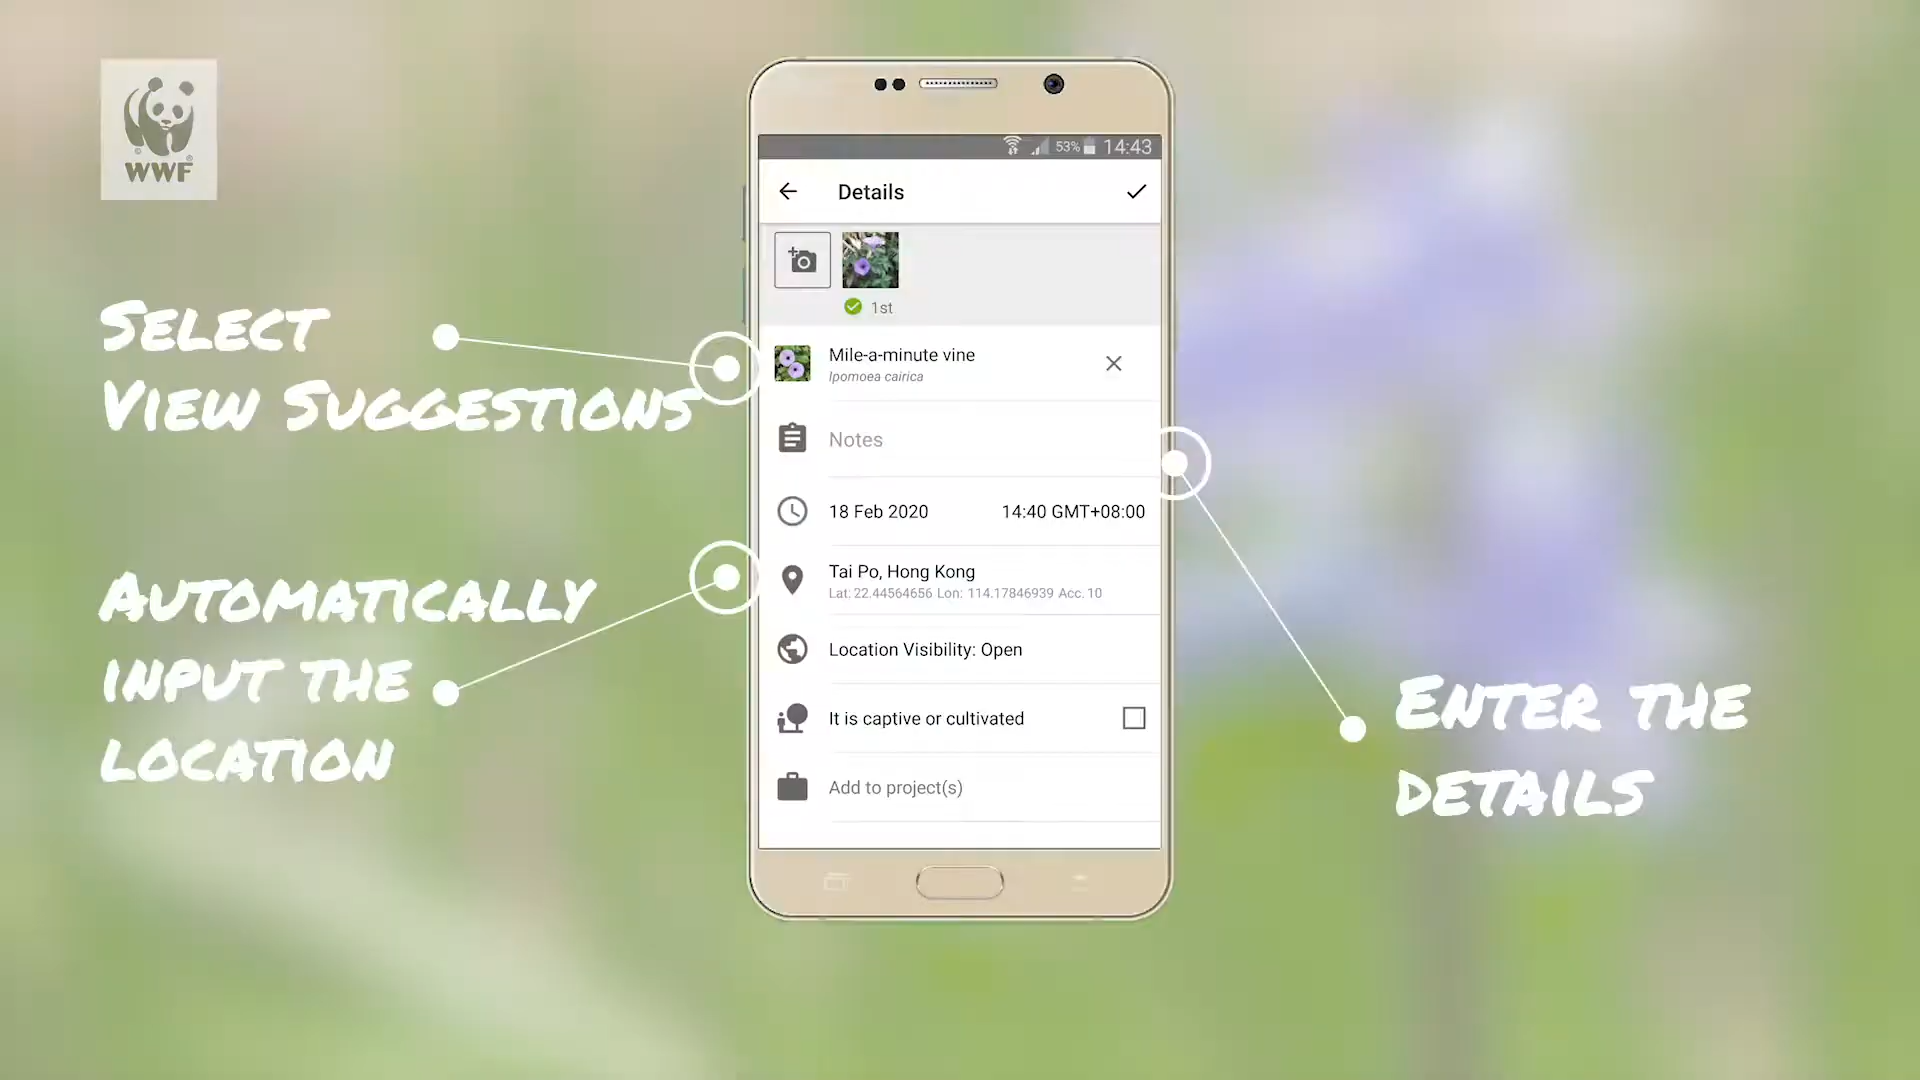 WWF
SELECT
VIEW SUGGESTIONS
AUTOMATICALLY
INPUT THE
LOCATION
53% 14:43
Details
1st
Mile-a-minute vine
Ipomoea cairica
Notes
18 Feb 2020 14:40 GMT+08:00
Tai Po, Hong Kong
Lat: 22.44564656 Lon: 114.17846939 Acc. 10
Location Visibility: Open
It is captive or cultivated
Add to project(s)
ENTER THE
DETAILS